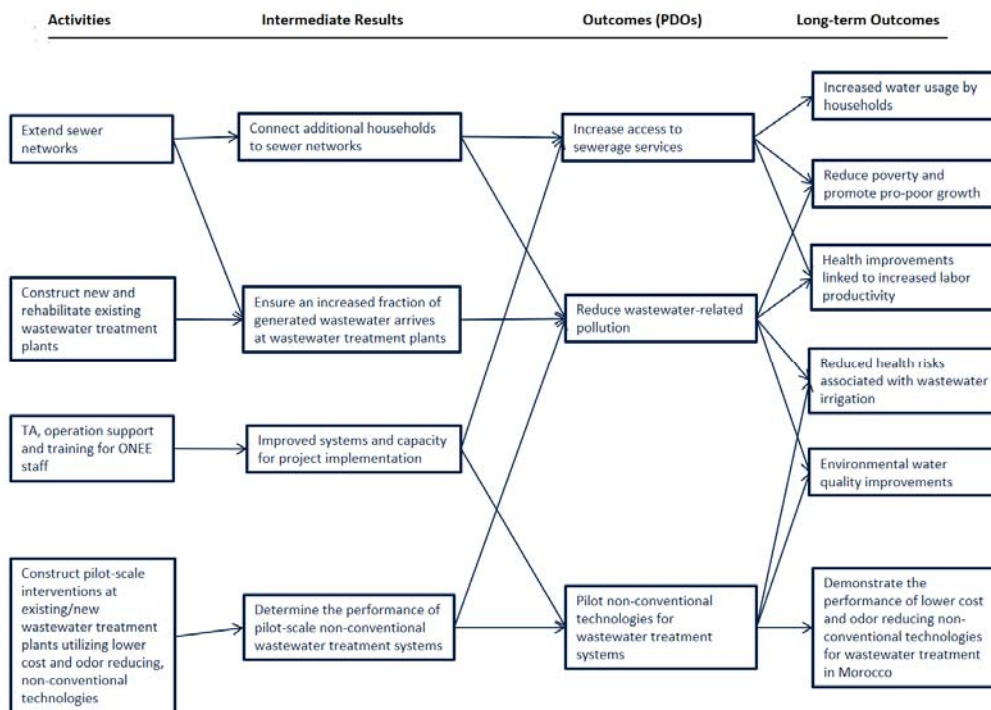 Activities
Intermediate Results
Outcomes (PDOs)
Long-term Outcomes
Extend sewer
networks
Construct new and
rehabilitate existing
wastewater treatment
plants
TA, operation support
and training for ONEE
staff
Construct pilot-scale
interventions at
existing/new
wastewater treatment
plants utilizing lower
cost and odor reducing,
non-conventional
technologies
Connect additional households
to sewer networks
Ensure an increased fraction of
generated wastewater arrives
at wastewater treatment plants
Improved systems and capacity
for project implementation
Determine the performance of
pilot-scale non-conventional
wastewater treatment systems
Increase access to
sewerage services
Reduce wastewater-related
pollution
Pilot non-conventional
technologies for
wastewater treatment
systems
Increased water usage by
households
Reduce poverty and
promote pro-poor growth
Health improvements
linked to increased labor
productivity
Reduced health risks
associated with wastewater
irrigation
Environmental water
quality improvements
Demonstrate the
performance of lower cost
and odor reducing non-
conventional technologies
for wastewater treatment
in Morocco